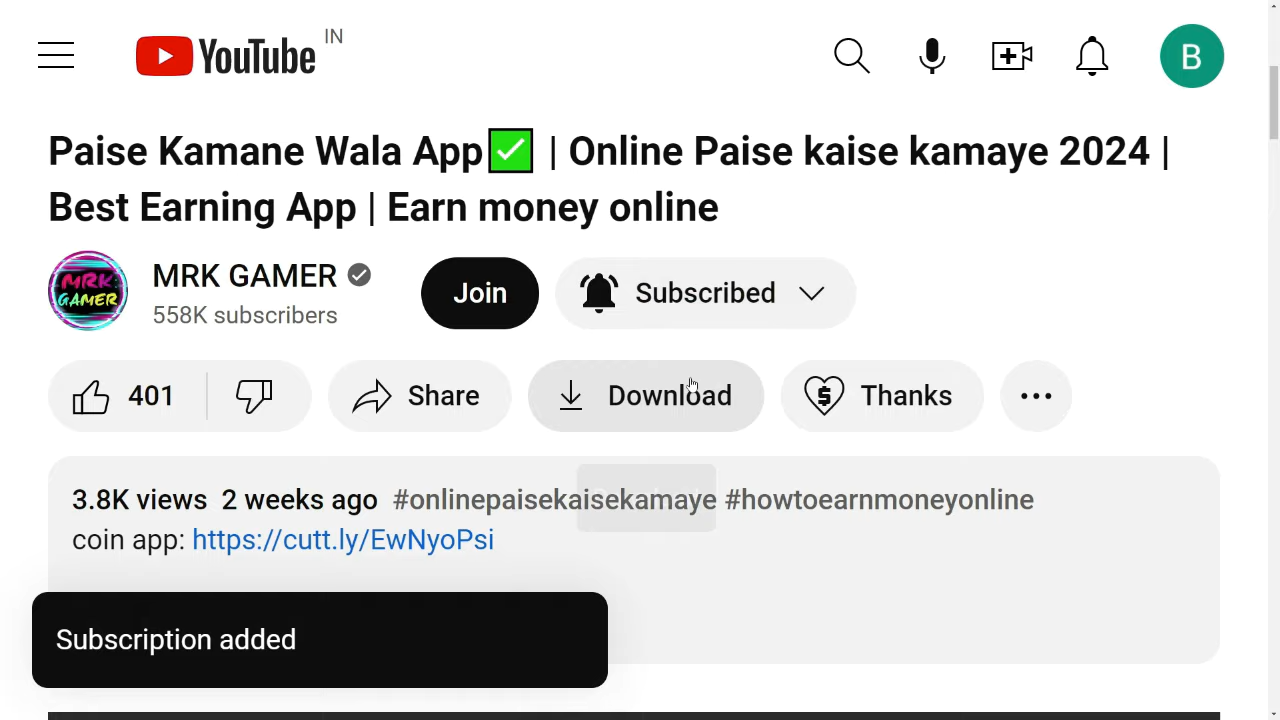 YouTube IN
B
Paise Kamane Wala App✅ | Online Paise kaise kamaye 2024 |
Best Earning App | Earn money online
MRK GAMER
MRK GAMER
558K subscribers
Join
Subscribed
401
Share
Download
Thanks
3.8K views 2 weeks ago #onlinepaisekaisekamaye #howtoearnmoneyonline
coin app: https://cutt.ly/EwNyoPsi
Subscription added